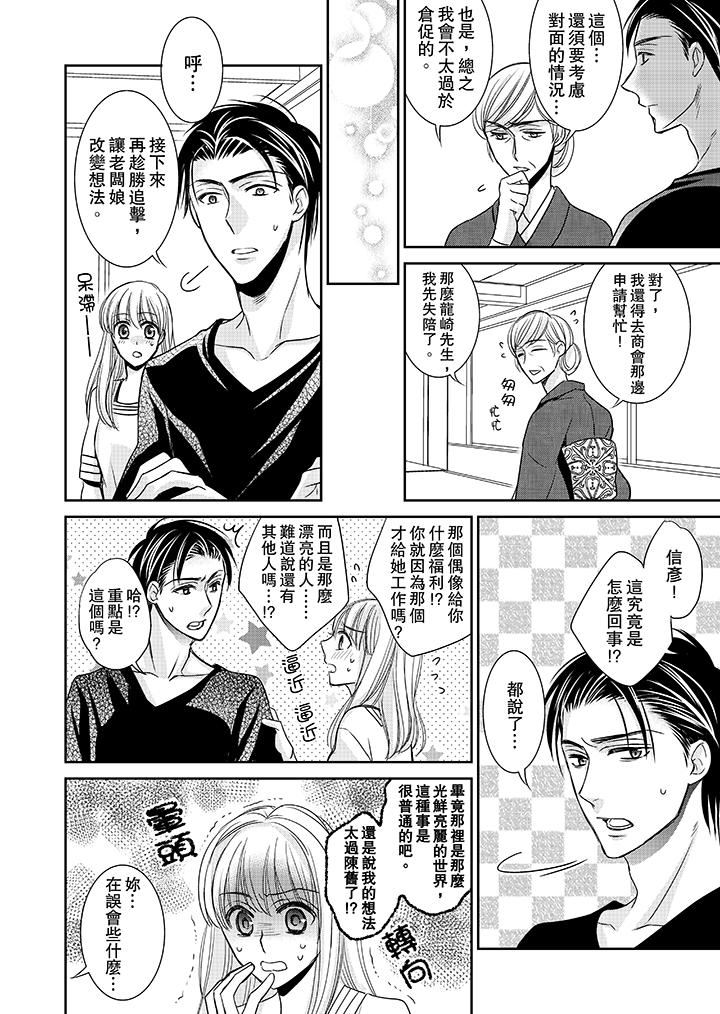 這個…
還須要考慮
對面的情況…
也是，總之
我會不太過於
倉促的。
對了，
我還得去商會那邊
申請幫忙！
那麼龍崎先生，
我先失陪了。
匆匆
忙忙
呼…
接下來
再趁勝追擊，
讓老闆娘
改變想法。
呆滯——
信彥！
這究竟是
怎麼回事!?
都說了…
那個偶像給你
什麼福利!?
你就因為那個
才給她工作嗎？
而且是那麼
漂亮的人……
難道說還有
其他人嗎…!?
逼近
逼近
哈!?
重點是
這個嗎？
畢竟那裡是那麼
光鮮亮麗的世界，
這種事是
很普通的吧。
還是說我的想法
太過陳舊了!?
轉向
暈頭
妳…
在誤會些什麼…